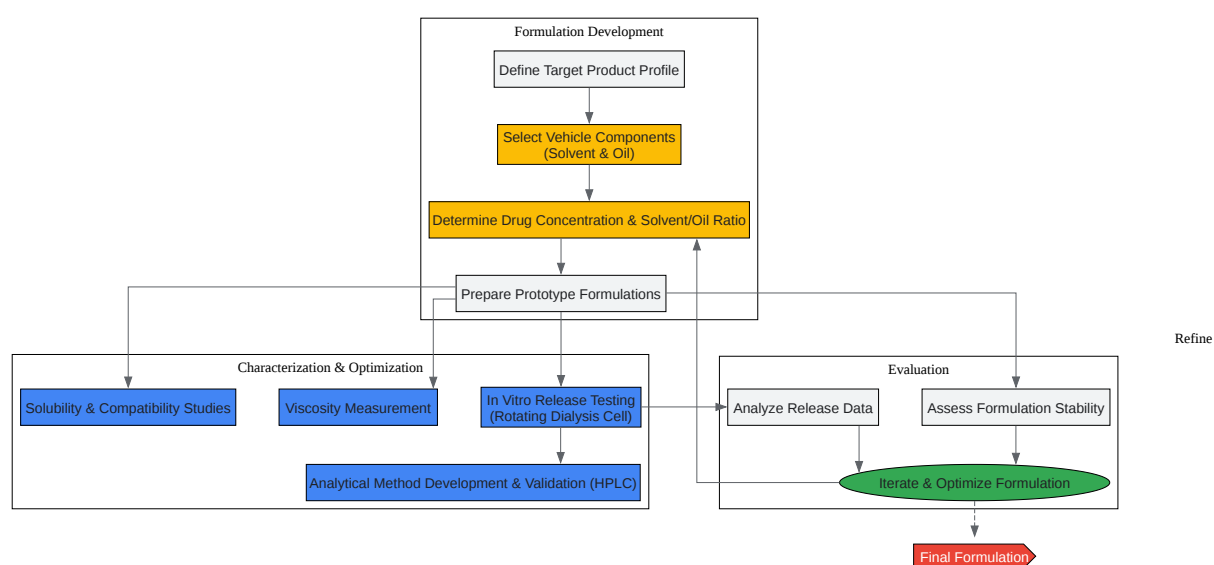 Formulation Development
Define Target Product Profile
Select Vehicle Components
(Solvent & Oil)
Determine Drug Concentration & Solvent/Oil Ratio
Prepare Prototype Formulations
Refine
Characterization & Optimization
Solubility & Compatibility Studies
Viscosity Measurement
In Vitro Release Testing
(Rotating Dialysis Cell)
Analytical Method Development & Validation (HPLC)
Evaluation
Analyze Release Data
Assess Formulation Stability
Iterate & Optimize Formulation
Final Formulation